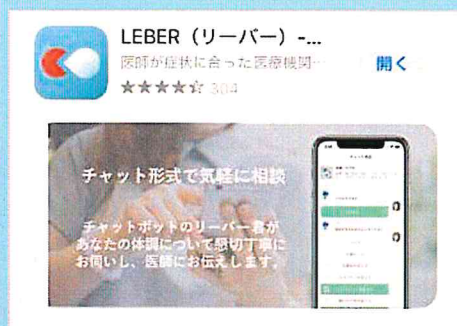 LEBER（リーバー）-...
医師が症状に合った医療機関…
開く
★★★★☆ 304
チャット形式で気軽に相談
チャットボットのリーバー君が
あなたの体調について懇切丁寧に
お伺いし、医師にお伝えします。